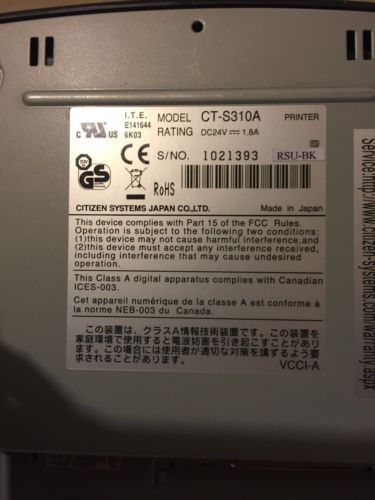 I.T.E.
E141644
6K03
C UL US
MODEL CT-S310A PRINTER
RATING DC24V 1.8A
CE S/NO. 1021393 RSU-BK
TÜV GS
RoHS
CITIZEN SYSTEMS JAPAN CO.,LTD. Made in Japan
This device complies with Part 15 of the FCC Rules.
Operation is subject to the following two conditions:
(1)this device may not cause harmful interference,and
(2)this device must accept any interference received,
including interference that may cause undesired
operation.
This Class A digital apparatus complies with Canadian
ICES-003.
Cet appareil numérique de la classe A est conforme à
la norme NEB-003 du Canada.
この装置は、クラスA情報技術装置です。この装置を
家庭環境で使用すると電波妨害を引き起こすことがあり
ます。この場合には使用者が適切な対策を講ずるよう要
求されることがあります。
VCCI-A
Service:http://www.citizen-systems.com/warranty.aspx